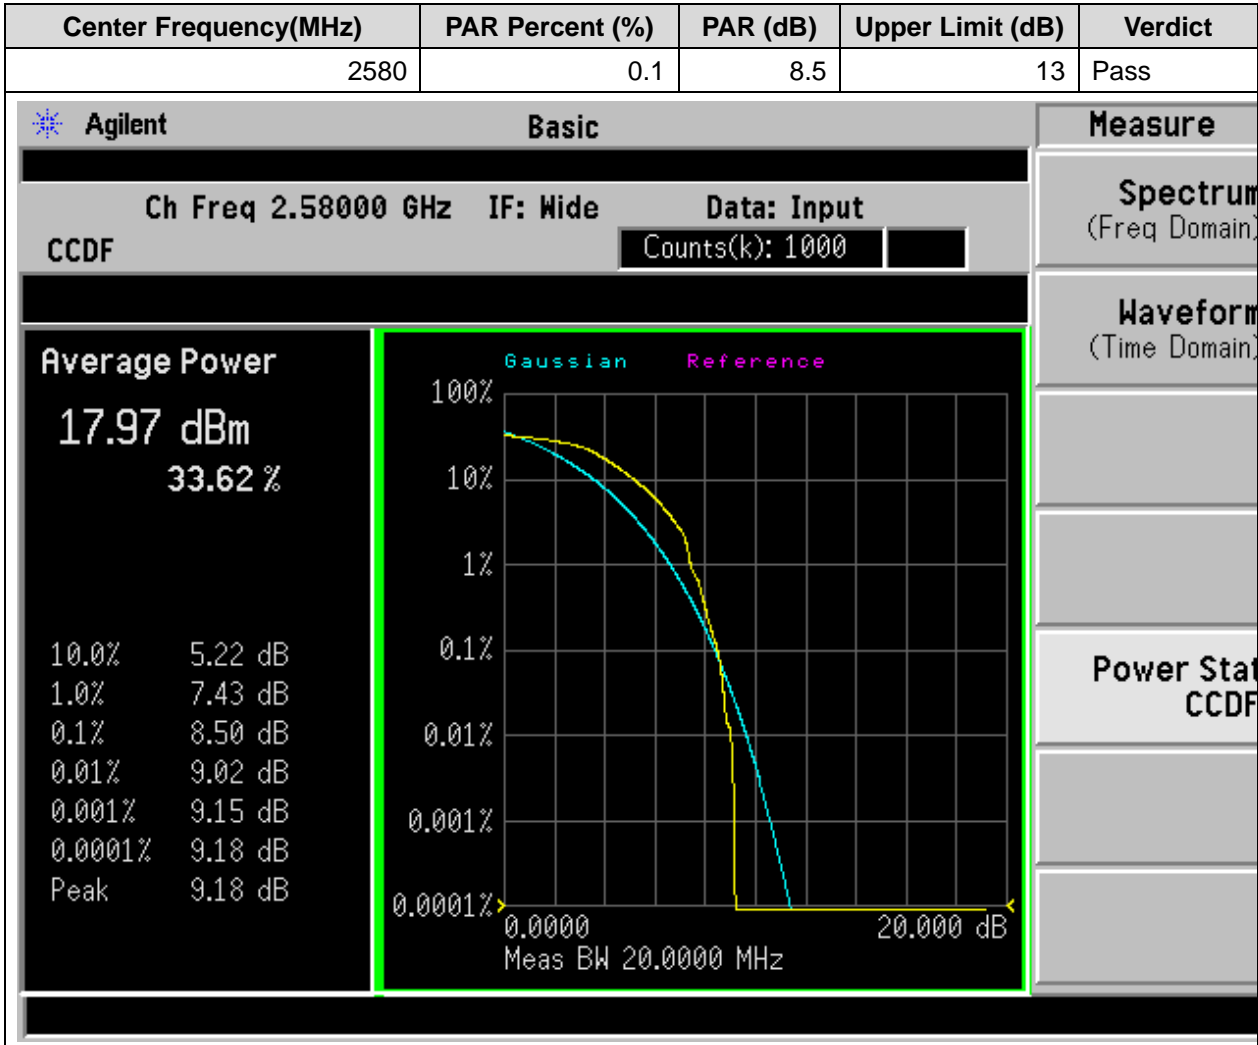 Center Frequency(MHz) PAR Percent (%) PAR (dB) Upper Limit (dB) Verdict
2580 0.1 8.5 13 Pass
Agilent Basic Measure
Ch Freq 2.58000 GHz IF: Wide Data: Input
CCDF Counts(k): 1000
Spectrum
(Freq Domain)
Waveform
(Time Domain)
Power Stat
CCDF
Average Power
17.97 dBm
33.62 %
10.0% 5.22 dB
1.0% 7.43 dB
0.1% 8.50 dB
0.01% 9.02 dB
0.001% 9.15 dB
0.0001% 9.18 dB
Peak 9.18 dB
Gaussian Reference
100%
10%
1%
0.1%
0.01%
0.001%
0.0001%
0.0000 20.000 dB
Meas BW 20.0000 MHz